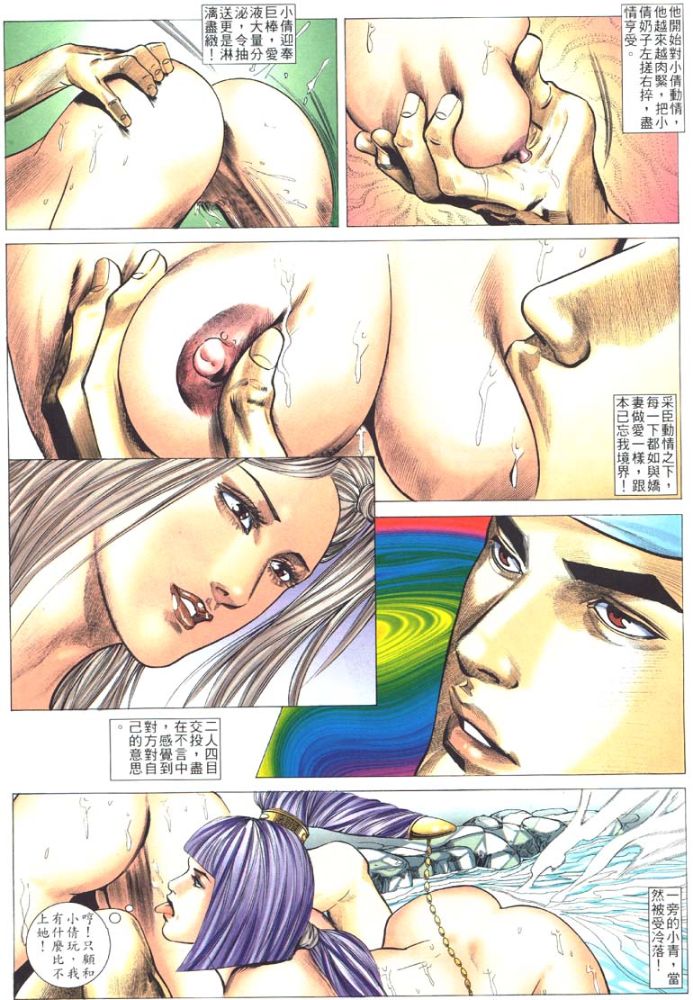 他開始對小倩動情，
他越來越肉緊，把小
倩奶子左搓右捽，盡
情享受。
小倩迎奉
巨棒，愛
液大量分
泌，令抽
送更是淋
漓盡緻！
采臣動情之下，
每一下都如與嬌
妻做愛一樣，跟
本已忘我境界！
二人四目
交投，盡
在不言中
，感覺到
對方對自
己的意思
。
一旁的小青，當
然被受冷落！
哼！只顧和
小倩玩，我
有什麼比不
上她！